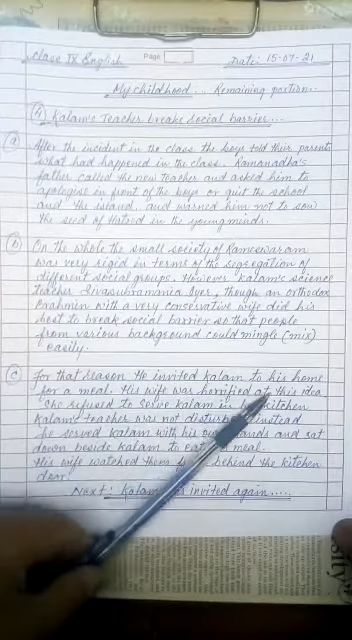 Class IX English Page Date: 15-07-21
My childhood... Remaining portion...
④ Kalam's Teacher breaks social barrier...
ⓐ After the incident in the class the boys told their parents
what had happened in the class. Ramanadha's
father called the new teacher and asked him to
apologise in front of the boys or quit the school
and the island. and warned him not to sow
the seed of Hatred in the young minds.
ⓑ On the whole the small society of Rameswaram
was very rigid in terms of the segregation of
different social groups. However Kalam's science
teacher Sivasubramania Iyer, though an orthodox
Brahmin with a very conservative wife did his
best to break social barrier so that people
from various background could mingle (mix)
easily.
ⓒ For that reason He invited Kalam to his home
for a meal. His wife was horrified at this idea
She refused to serve kalam in kitchen
Kalam's teacher was not disturbed instead
he served Kalam with his own hands and sat
down beside Kalam to eat meal.
His wife watched them behind the kitchen
door.
Next: Kalam invited again.....